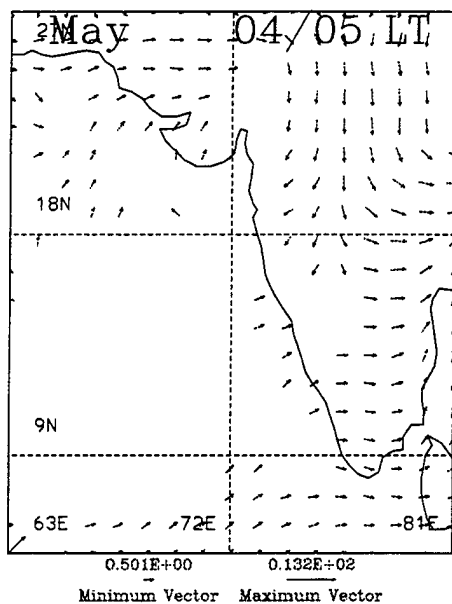 May 04/05 LT
2
18N
9N
63E 72E 81E
0.501E+00 0.132E+02
Minimum Vector Maximum Vector